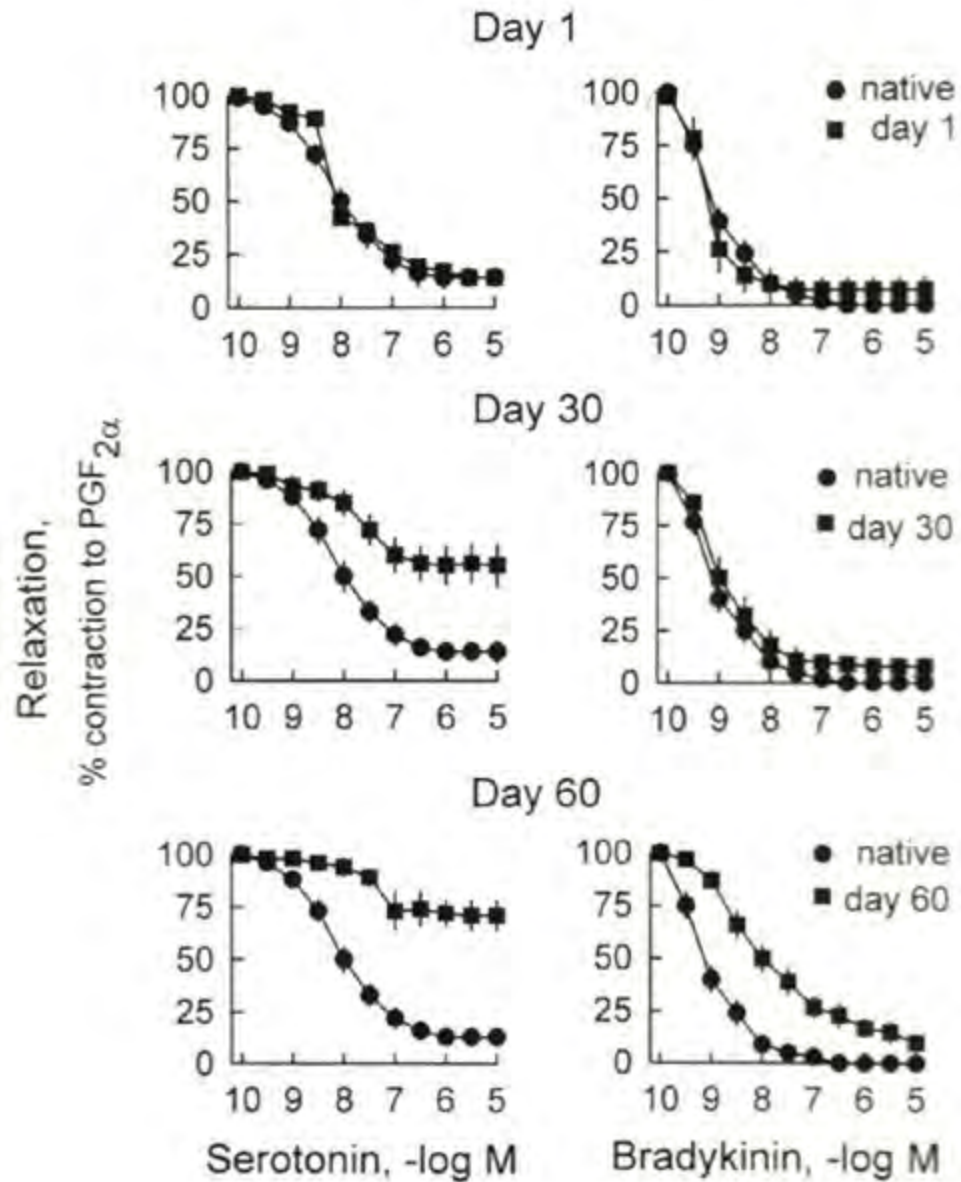 Day 1
100
75
50
25
0
10 9 8 7 6 5
100
75
50
25
0
10 9 8 7 6 5
native
day 1
Day 30
100
75
50
25
0
10 9 8 7 6 5
100
75
50
25
0
10 9 8 7 6 5
native
day 30
Relaxation,
% contraction to PGF2α
Day 60
100
75
50
25
0
10 9 8 7 6 5
Serotonin, -log M
100
75
50
25
0
10 9 8 7 6 5
native
day 60
Bradykinin, -log M